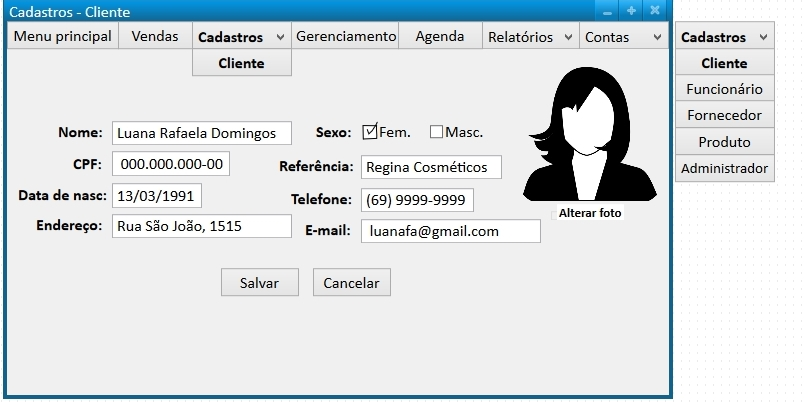 Cadastros - Cliente
Menu principal Vendas Cadastros Gerenciamento Agenda Relatórios Contas
Cliente
Nome: Luana Rafaela Domingos Sexo: Fem. Masc.
CPF: 000.000.000-00 Referência: Regina Cosméticos
Data de nasc: 13/03/1991 Telefone: (69) 9999-9999
Endereço: Rua São João, 1515 E-mail: luanafa@gmail.com
Alterar foto
Salvar Cancelar
Cadastros
Cliente
Funcionário
Fornecedor
Produto
Administrador